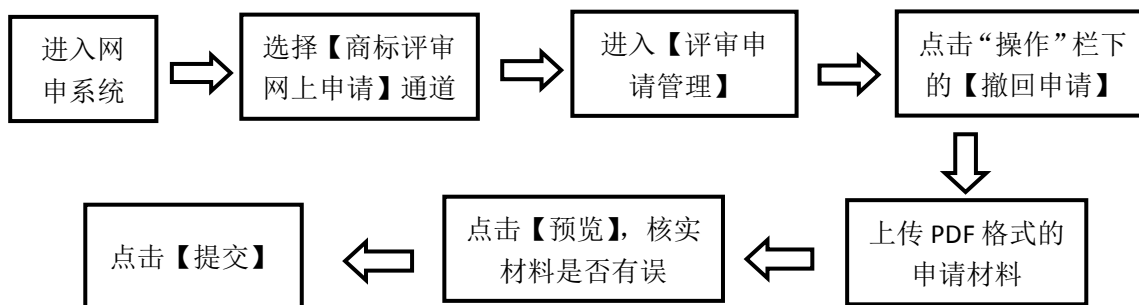 进入网
申系统
选择【商标评审
网上申请】通道
进入【评审申
请管理】
点击“操作”栏下
的【撤回申请】
上传 PDF 格式的
申请材料
点击【预览】，核实
材料是否有误
点击【提交】